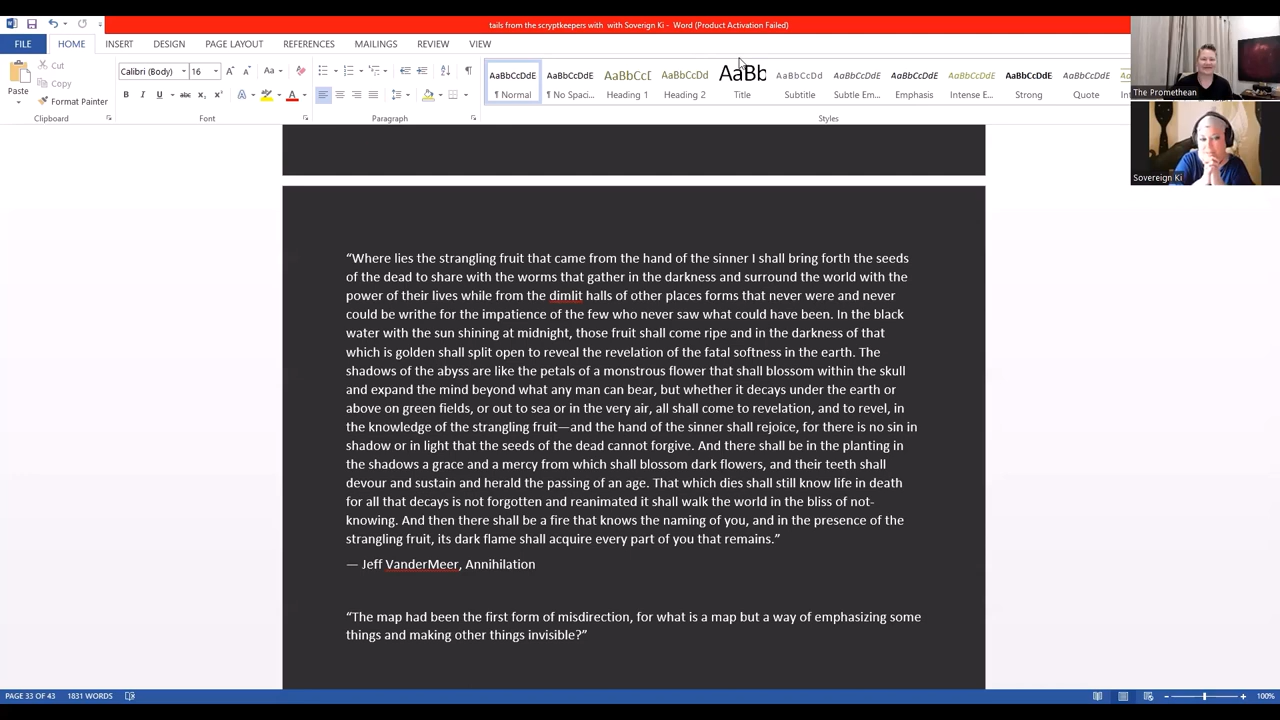 tails from the scryptkeepers with  with Soverign Ki -  Word (Product Activation Failed)
FILE HOME INSERT DESIGN PAGE LAYOUT REFERENCES MAILINGS REVIEW VIEW
Paste
Cut
Copy
Format Painter
Clipboard
Calibri (Body) 16
Font
Paragraph
AaBbCcDdE AaBbCcDdE AaBbCcI AaBbCcDd AaBb AaBbCcDd AaBbCcDdE AaBbCcDdE AaBbCcDdE AaBbCcDdE AaBbCcDdE
¶ Normal ¶ No Spaci... Heading 1 Heading 2 Title Subtitle Subtle Em... Emphasis Intense E... Strong Quote
Styles
The Promethean
Sovereign Ki
“Where lies the strangling fruit that came from the hand of the sinner I shall bring forth the seeds
of the dead to share with the worms that gather in the darkness and surround the world with the
power of their lives while from the dimlit halls of other places forms that never were and never
could be writhe for the impatience of the few who never saw what could have been. In the black
water with the sun shining at midnight, those fruit shall come ripe and in the darkness of that
which is golden shall split open to reveal the revelation of the fatal softness in the earth. The
shadows of the abyss are like the petals of a monstrous flower that shall blossom within the skull
and expand the mind beyond what any man can bear, but whether it decays under the earth or
above on green fields, or out to sea or in the very air, all shall come to revelation, and to revel, in
the knowledge of the strangling fruit—and the hand of the sinner shall rejoice, for there is no sin in
shadow or in light that the seeds of the dead cannot forgive. And there shall be in the planting in
the shadows a grace and a mercy from which shall blossom dark flowers, and their teeth shall
devour and sustain and herald the passing of an age. That which dies shall still know life in death
for all that decays is not forgotten and reanimated it shall walk the world in the bliss of not-
knowing. And then there shall be a fire that knows the naming of you, and in the presence of the
strangling fruit, its dark flame shall acquire every part of you that remains.”
— Jeff VanderMeer, Annihilation
“The map had been the first form of misdirection, for what is a map but a way of emphasizing some
things and making other things invisible?”
PAGE 33 OF 43 1831 WORDS 100%